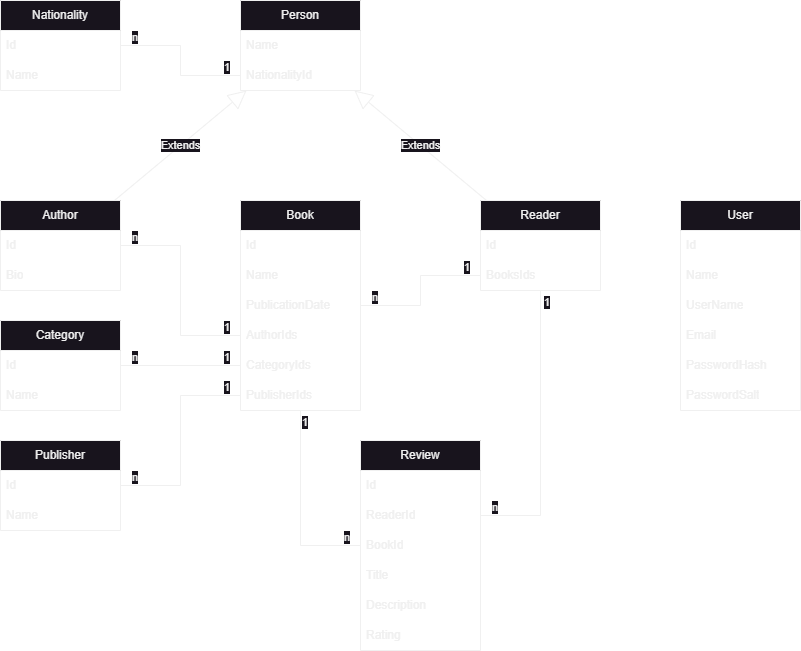 Nationality
Id
Name
n
1
Person
Name
NationalityId
Extends
Extends
Author
Id
Bio
n
1
Book
Id
Name
PublicationDate
AuthorIds
CategoryIds
PublisherIds
n
1
Reader
Id
BooksIds
1
User
Id
Name
UserName
Email
PasswordHash
PasswordSalt
Category
Id
Name
n
1
Publisher
Id
Name
n
1
1
n
Review
Id
ReaderId
BookId
Title
Description
Rating
n